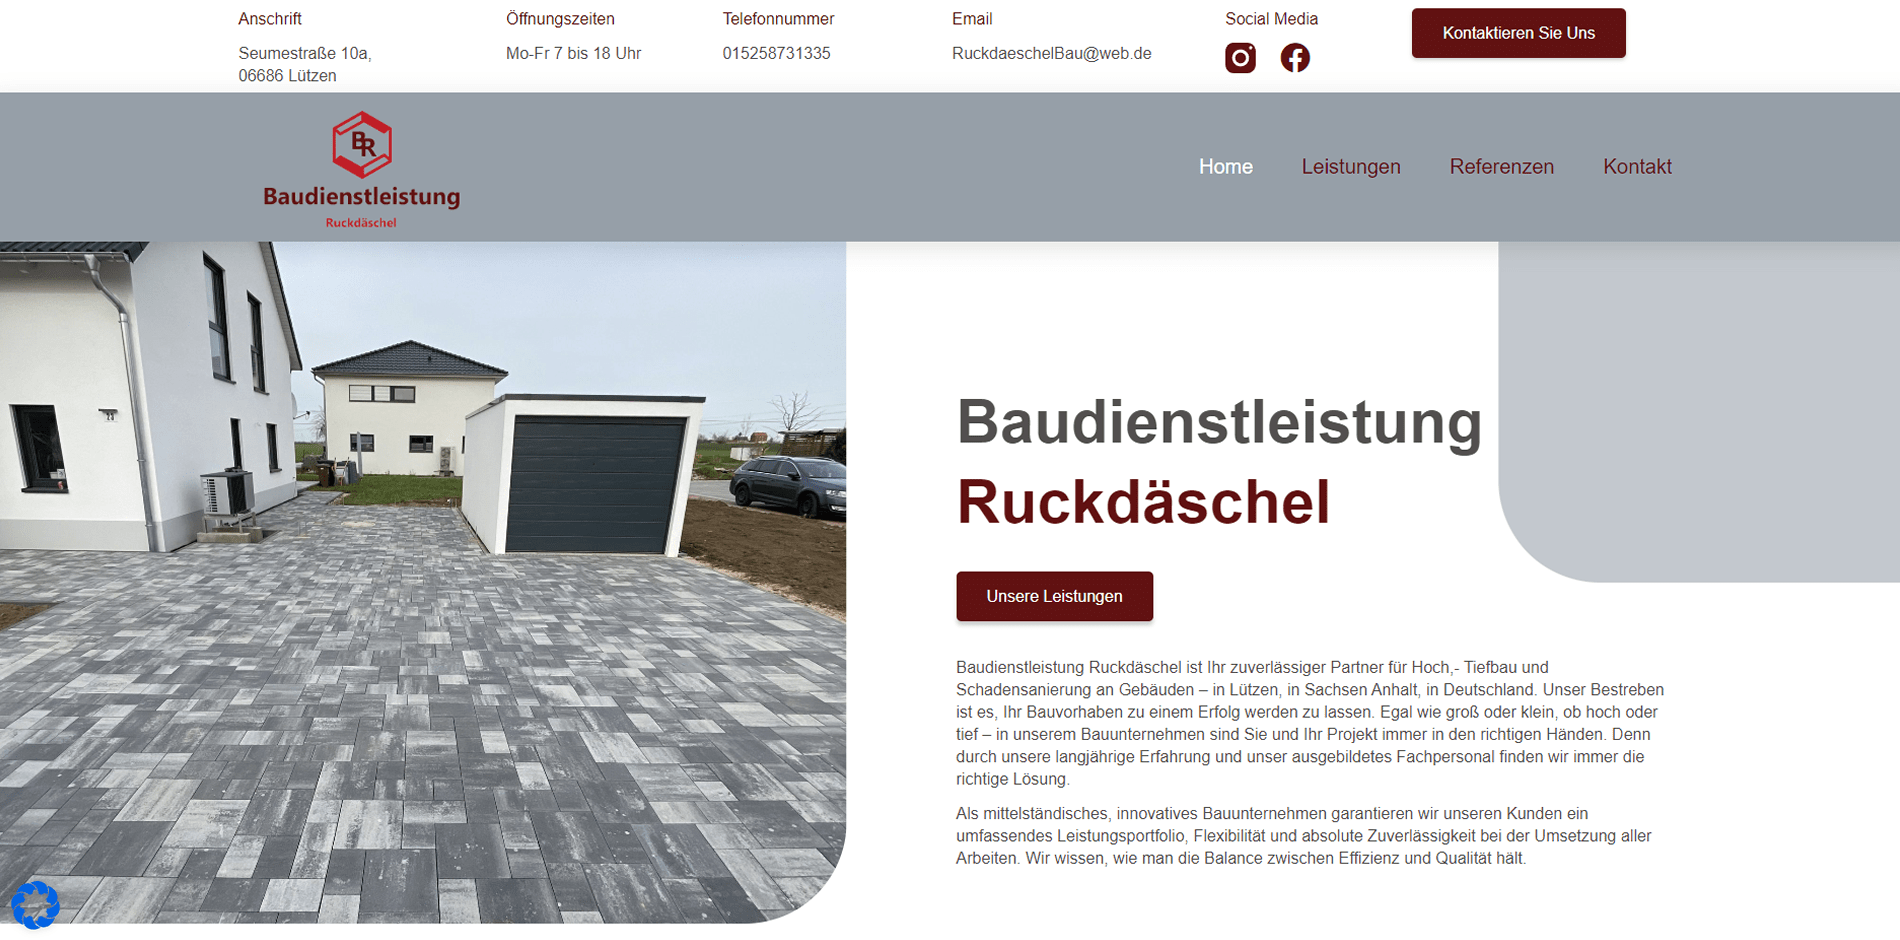 Anschrift
Seumestraße 10a,
06686 Lützen
Öffnungszeiten
Mo-Fr 7 bis 18 Uhr
Telefonnummer
015258731335
Email
RuckdaeschelBau@web.de
Social Media
Kontaktieren Sie Uns
BR
Baudienstleistung
Ruckdäschel
Home
Leistungen
Referenzen
Kontakt
Baudienstleistung
Ruckdäschel
Unsere Leistungen
Baudienstleistung Ruckdäschel ist Ihr zuverlässiger Partner für Hoch,- Tiefbau und
Schadensanierung an Gebäuden – in Lützen, in Sachsen Anhalt, in Deutschland. Unser Bestreben
ist es, Ihr Bauvorhaben zu einem Erfolg werden zu lassen. Egal wie groß oder klein, ob hoch oder
tief – in unserem Bauunternehmen sind Sie und Ihr Projekt immer in den richtigen Händen. Denn
durch unsere langjährige Erfahrung und unser ausgebildetes Fachpersonal finden wir immer die
richtige Lösung.
Als mittelständisches, innovatives Bauunternehmen garantieren wir unseren Kunden ein
umfassendes Leistungsportfolio, Flexibilität und absolute Zuverlässigkeit bei der Umsetzung aller
Arbeiten. Wir wissen, wie man die Balance zwischen Effizienz und Qualität hält.